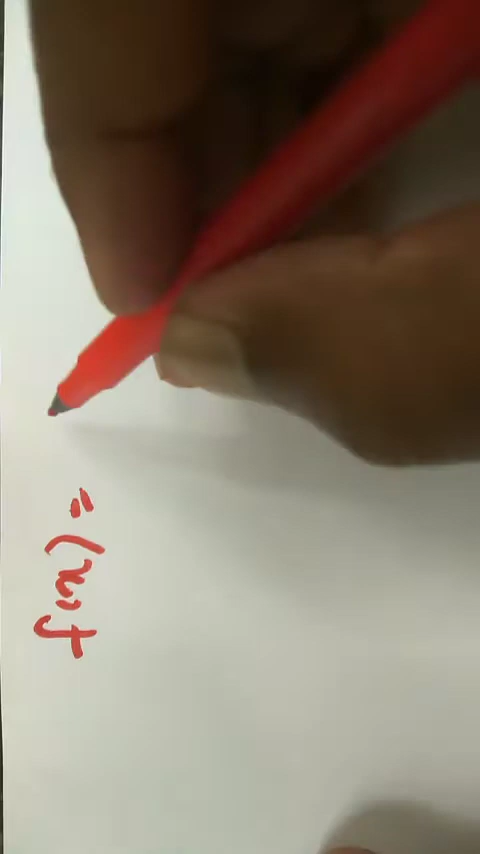 f(x) =